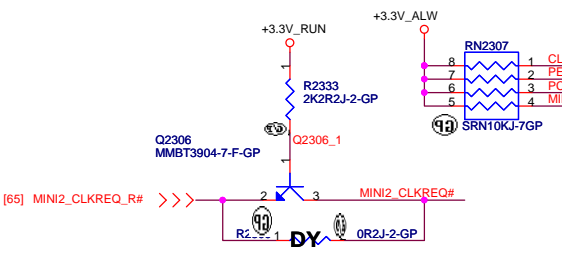 +3.3V_RUN
+3.3V_ALW
RN2307
8 1 CL
7 2 PE
6 3
5 4 MI
SRN10KJ-7GP
1
R2333
2K2R2J-2-GP
Q2306
MMBT3904-7-F-GP
Q2306_1
1
[65] MINI2_CLKREQ_R#
2 3
MINI2_CLKREQ#
1 DY 0R2J-2-GP